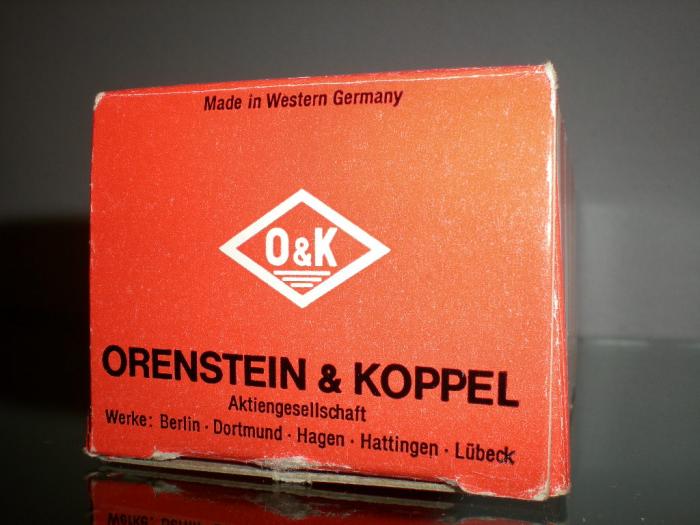 Made in Western Germany
O&K
ORENSTEIN & KOPPEL
Aktiengesellschaft
Werke: Berlin · Dortmund · Hagen · Hattingen · Lübeck